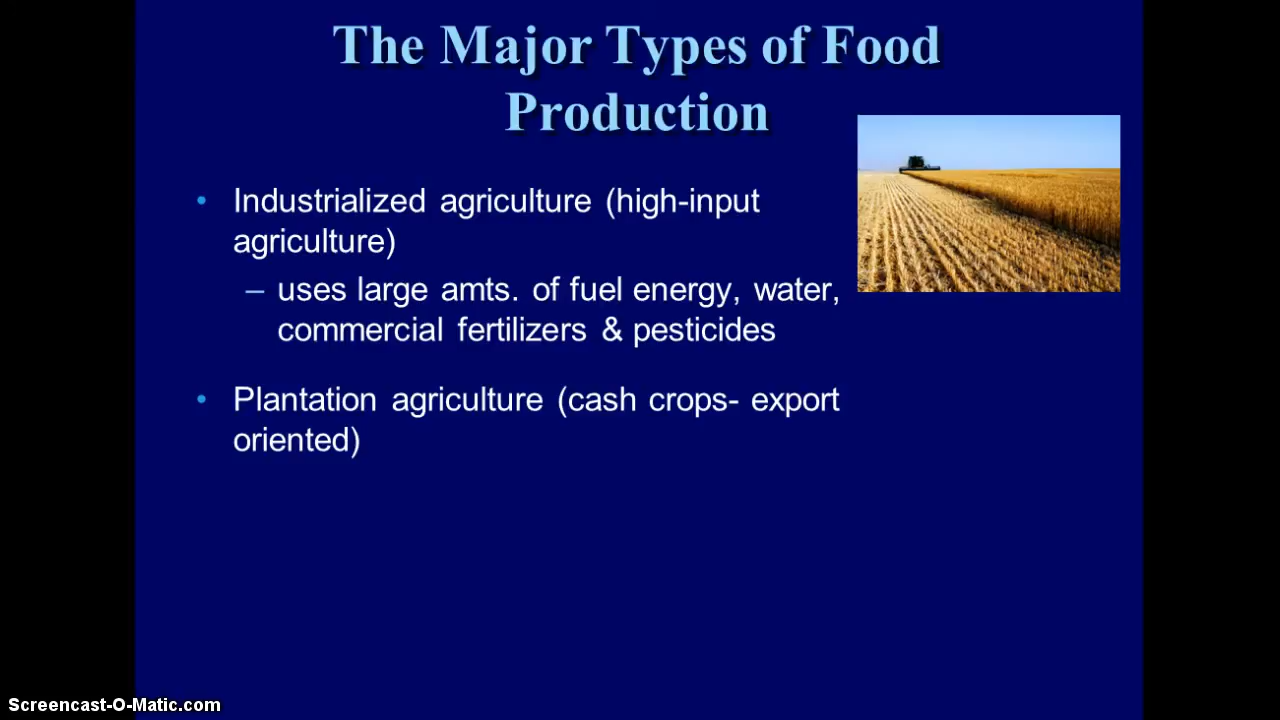 The Major Types of Food
Production
• Industrialized agriculture (high-input
agriculture)
– uses large amts. of fuel energy, water,
commercial fertilizers & pesticides
• Plantation agriculture (cash crops- export
oriented)
Screencast-O-Matic.com